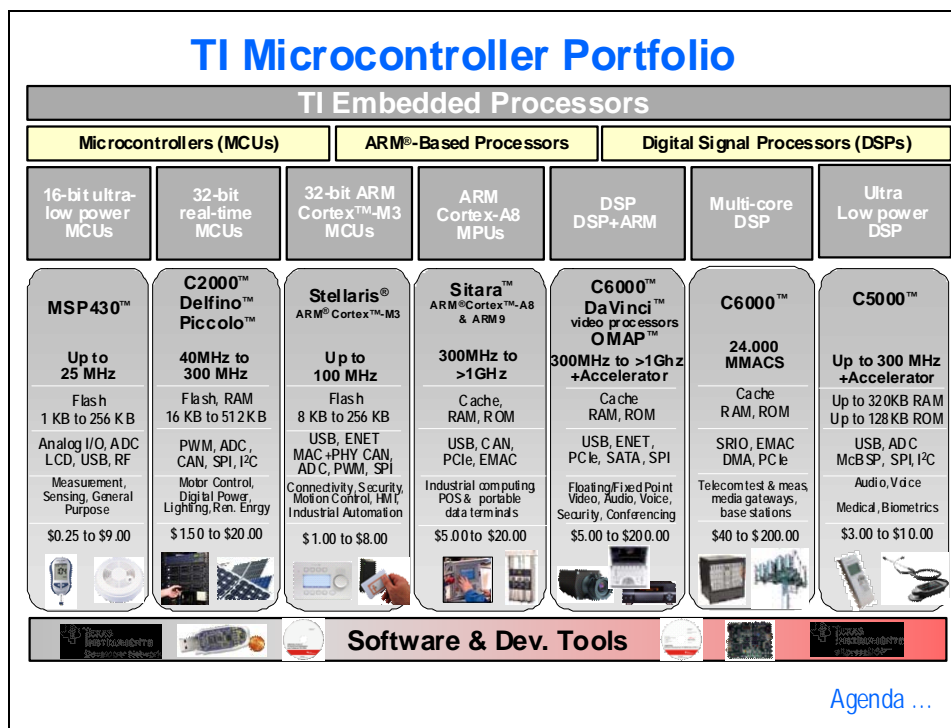 TI Microcontroller Portfolio
TI Embedded Processors
Microcontrollers (MCUs)
ARM®-Based Processors
Digital Signal Processors (DSPs)
16-bit ultra-
low power
MCUs
32-bit
real-time
MCUs
32-bit ARM
Cortex™-M3
MCUs
ARM
Cortex-A8
MPUs
DSP
DSP+ARM
Multi-core
DSP
Ultra
Low power
DSP
MSP430™
Up to
25 MHz
Flash
1 KB to 256 KB
Analog I/O, ADC
LCD, USB, RF
Measurement,
Sensing, General
Purpose
$0.25 to $9.00
C2000™
Delfino™
Piccolo™
40MHz to
300 MHz
Flash, RAM
16 KB to 512 KB
PWM, ADC,
CAN, SPI, I²C
Motor Control,
Digital Power,
Lighting, Ren. Enrgy
$1.50 to $20.00
Stellaris®
ARM® Cortex™-M3
Up to
100 MHz
Flash
8 KB to 256 KB
USB, ENET
MAC+PHY CAN,
ADC, PWM, SPI
Connectivity, Security,
Motion Control, HMI,
Industrial Automation
$1.00 to $8.00
Sitara™
ARM® Cortex™-A8
& ARM9
300MHz to
>1GHz
Cache,
RAM, ROM
USB, CAN,
PCIe, EMAC
Industrial computing,
POS & portable
data terminals
$5.00 to $20.00
C6000™
DaVinci™
video processors
OMAP™
300MHz to >1Ghz
+Accelerator
Cache
RAM, ROM
USB, ENET,
PCIe, SATA, SPI
Floating/Fixed Point
Video, Audio, Voice,
Security, Conferencing
$5.00 to $200.00
C6000™
24.000
MMACS
Cache
RAM, ROM
SRIO, EMAC
DMA, PCIe
Telecom test & meas,
media gateways,
base stations
$40 to $200.00
C5000™
Up to 300 MHz
+Accelerator
Up to 320KB RAM
Up to 128KB ROM
USB, ADC
McBSP, SPI, I²C
Audio, Voice
Medical, Biometrics
$3.00 to $10.00
Texas
Instruments
Developer Network
Software & Dev. Tools
Texas
Instruments
Agenda ...